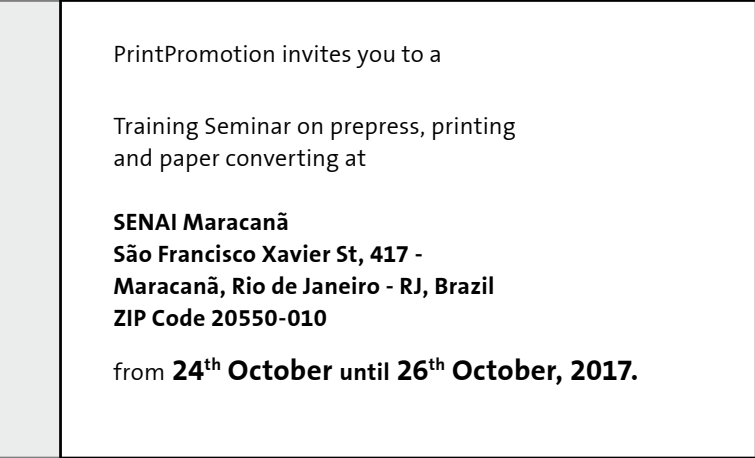 PrintPromotion invites you to a
Training Seminar on prepress, printing
and paper converting at
SENAI Maracanã
São Francisco Xavier St, 417 -
Maracanã, Rio de Janeiro - RJ, Brazil
ZIP Code 20550-010
from 24th October until 26th October, 2017.